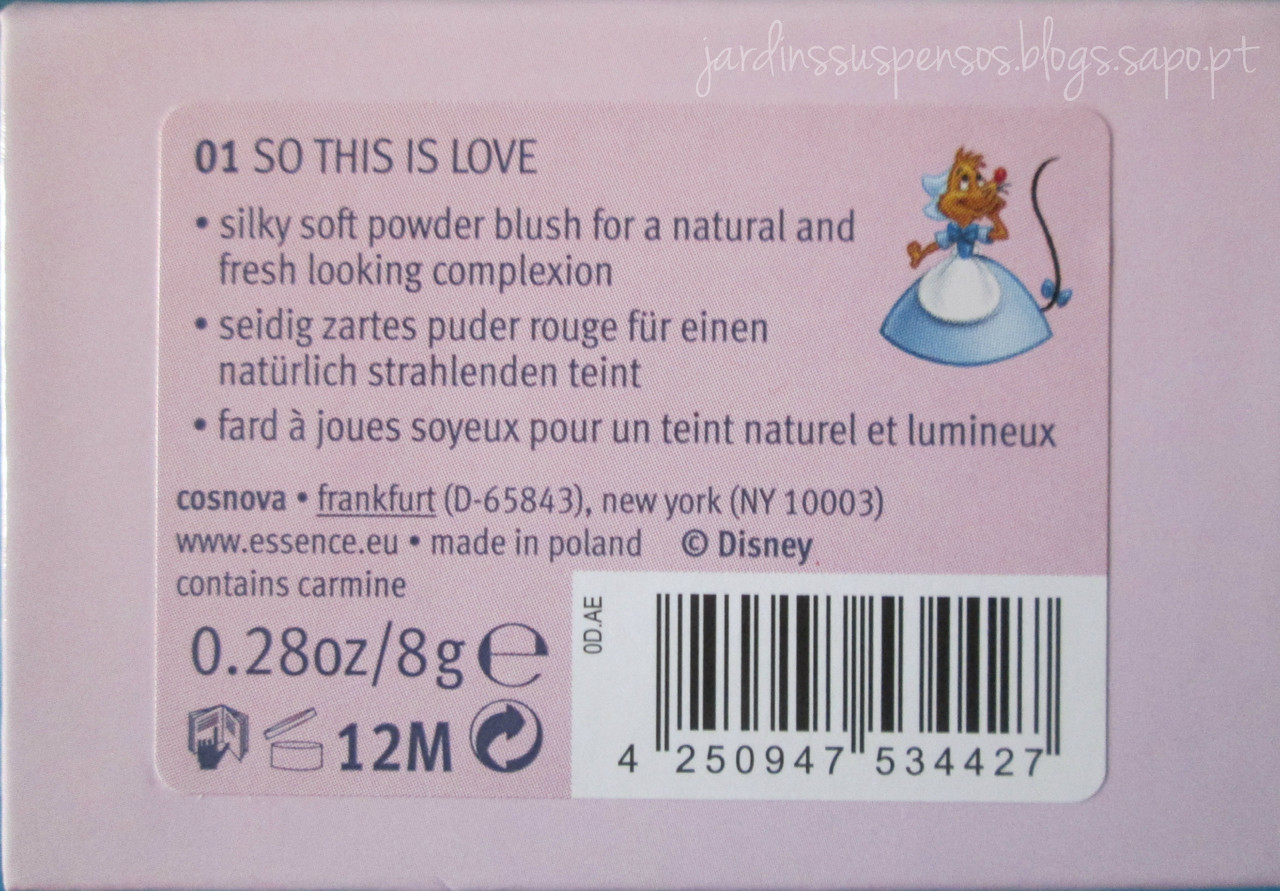 jardinssuspensos.blogs.sapo.pt
01 SO THIS IS LOVE
• silky soft powder blush for a natural and
fresh looking complexion
• seidig zartes puder rouge für einen
natürlich strahlenden teint
• fard à joues soyeux pour un teint naturel et lumineux
cosnova • frankfurt (D-65843), new york (NY 10003)
www.essence.eu • made in poland © Disney
contains carmine
0.28oz/8g ℮
12M
0D.AE
4 250947 534427